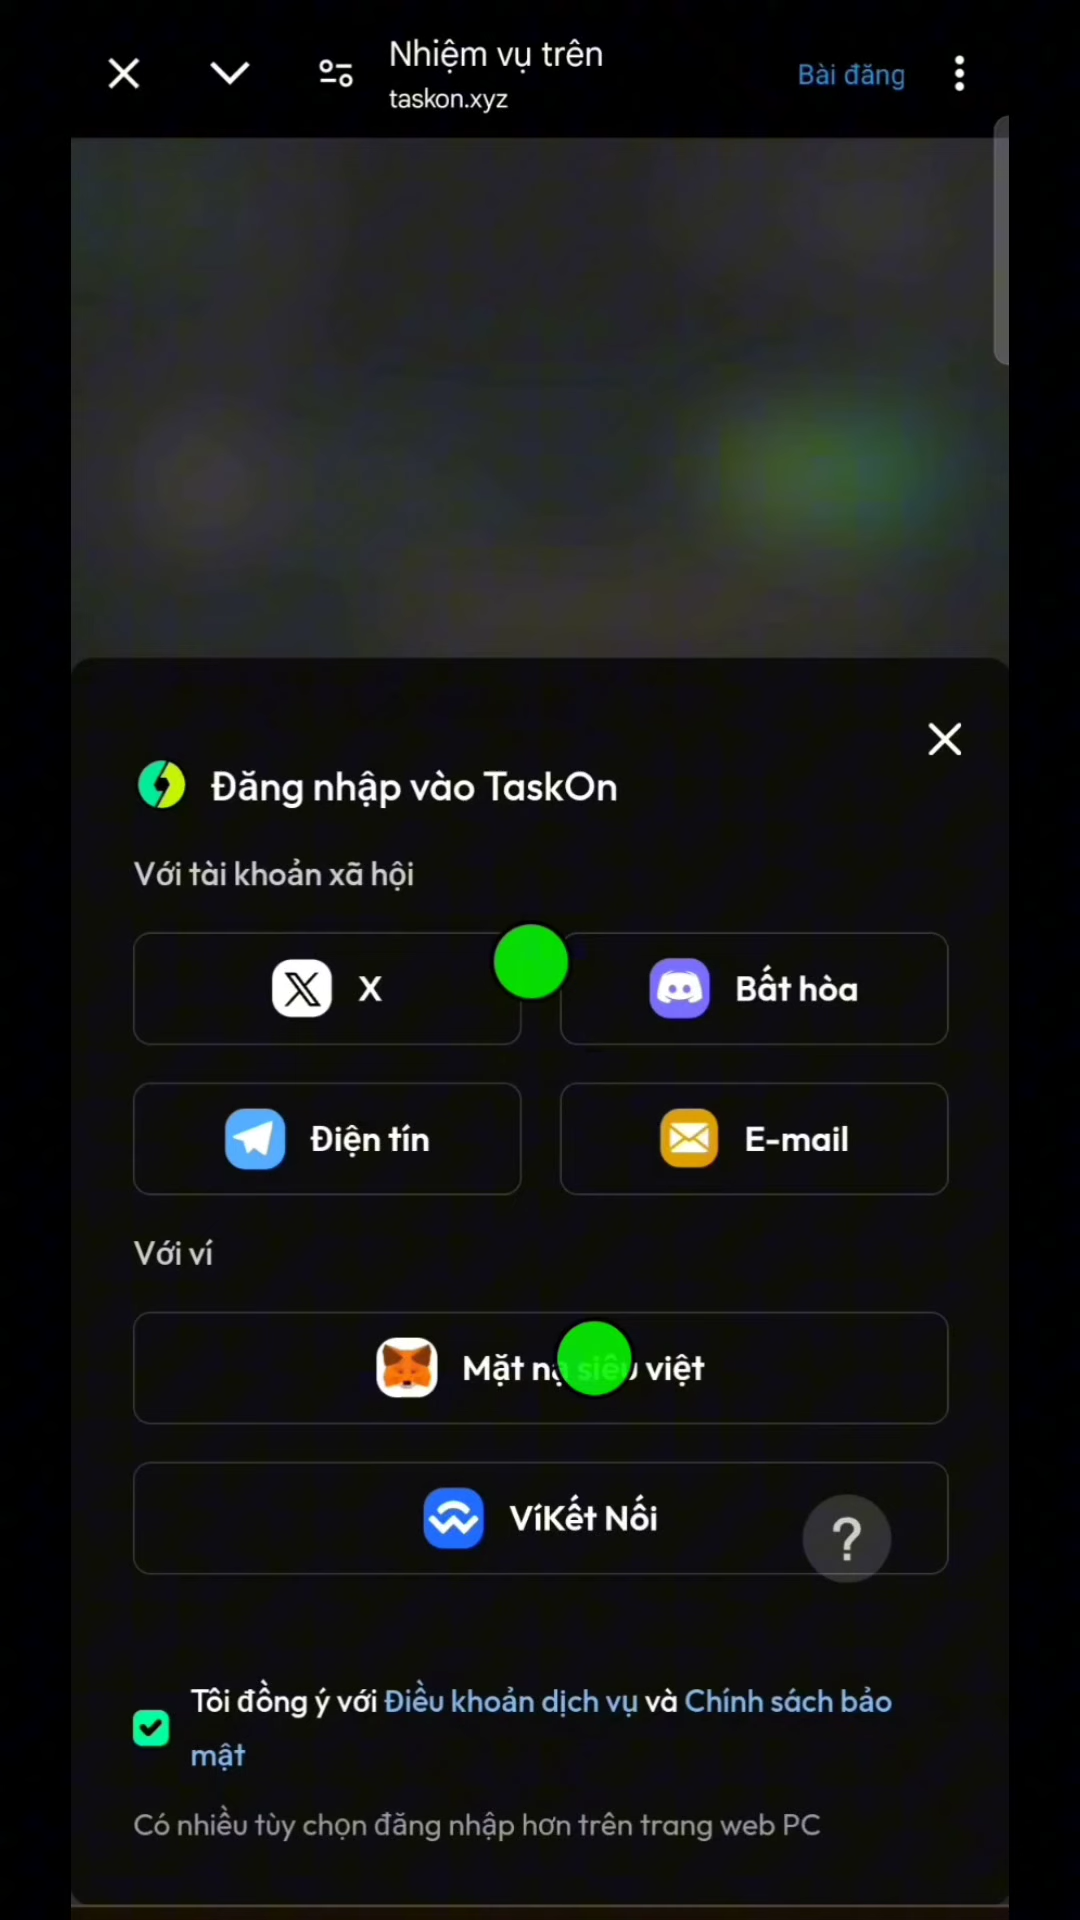 Nhiệm vụ trên
taskon.xyz
Bài đăng
Đăng nhập vào TaskOn
Với tài khoản xã hội
X
Bất hòa
Điện tín
E-mail
Với ví
Mặt nạ siêu việt
VíKết Nối
?
Tôi đồng ý với Điều khoản dịch vụ và Chính sách bảo
mật
Có nhiều tùy chọn đăng nhập hơn trên trang web PC